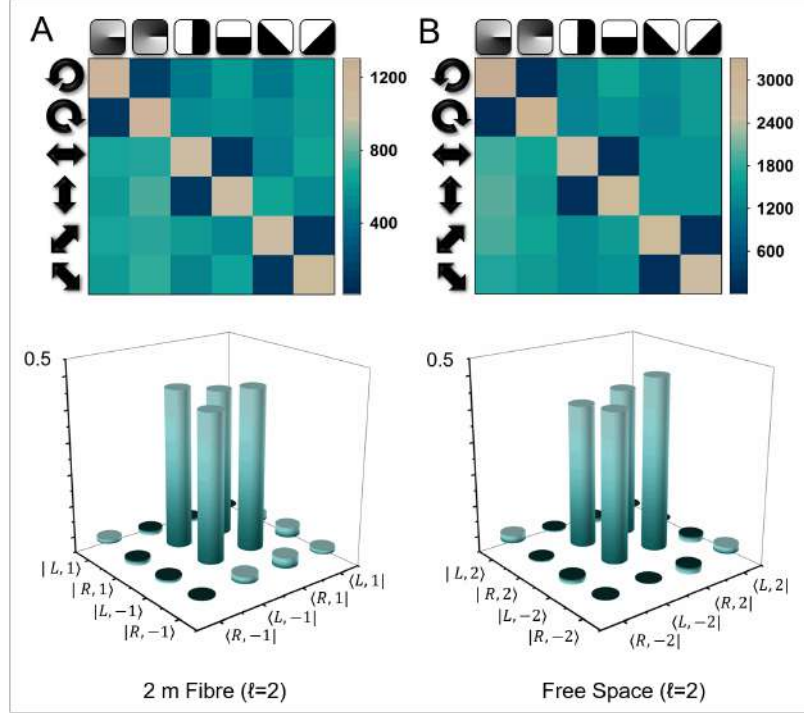 A
B
1200
800
400
3000
2400
1800
1200
600
0.5
| L, 1⟩
| R, 1⟩
|L, −1⟩
|R, −1⟩
⟨R, −1|
⟨L, −1|
⟨R, 1|
⟨L, 1|
0.5
| L, 2⟩
| R, 2⟩
|L, −2⟩
|R, −2⟩
⟨R, −2|
⟨L, −2|
⟨R, 2|
⟨L, 2|
2 m Fibre (ℓ=2)
Free Space (ℓ=2)